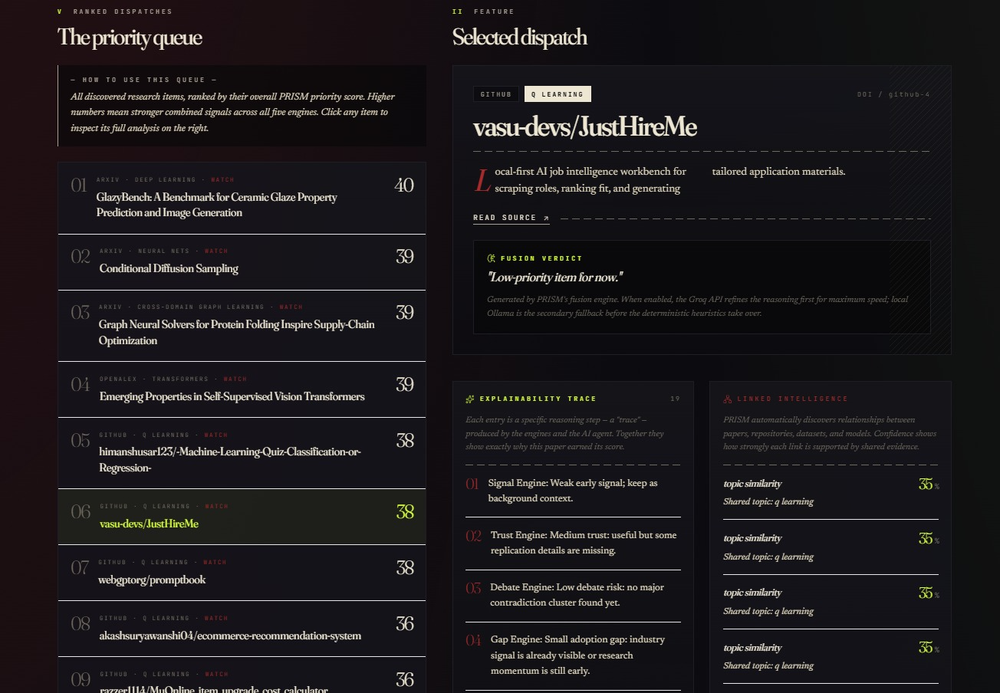 V RANKED DISPATCHES
The priority queue
— HOW TO USE THIS QUEUE —
All discovered research items, ranked by their overall PRISM priority score. Higher
numbers mean stronger combined signals across all five engines. Click any item to
inspect its full analysis on the right.
01 ARXIV · DEEP LEARNING · WATCH 40
GlazyBench: A Benchmark for Ceramic Glaze Property
Prediction and Image Generation
02 ARXIV · NEURAL NETS · WATCH 39
Conditional Diffusion Sampling
03 ARXIV · CROSS-DOMAIN GRAPH LEARNING · WATCH 39
Graph Neural Solvers for Protein Folding Inspire Supply-Chain
Optimization
04 OPENALEX · TRANSFORMERS · WATCH 39
Emerging Properties in Self-Supervised Vision Transformers
05 GITHUB · Q LEARNING · WATCH 38
himanshusar123/-Machine-Learning-Quiz-Classification-or-
Regression-
06 GITHUB · Q LEARNING · WATCH 38
vasu-devs/JustHireMe
07 GITHUB · Q LEARNING · WATCH 38
webgptorg/promptbook
08 GITHUB · Q LEARNING · WATCH 36
akashsuryawanshi04/ecommerce-recommendation-system
09 GITHUB · Q LEARNING · WATCH 36
razzer1114/MuOnline_item_upgrade_cost_calculator
II FEATURE
Selected dispatch
GITHUB Q LEARNING DOI / github-4
vasu-devs/JustHireMe
Local-first AI job intelligence workbench for
scraping roles, ranking fit, and generating
tailored application materials.
READ SOURCE ↗
FUSION VERDICT
"Low-priority item for now."
Generated by PRISM's fusion engine. When enabled, the Groq API refines the reasoning first for maximum speed; local
Ollama is the secondary fallback before the deterministic heuristics take over.
EXPLAINABILITY TRACE 19
Each entry is a specific reasoning step — a "trace" —
produced by the engines and the AI agent. Together they
show exactly why this paper earned its score.
01 Signal Engine: Weak early signal; keep as
background context.
02 Trust Engine: Medium trust: useful but some
replication details are missing.
03 Debate Engine: Low debate risk: no major
contradiction cluster found yet.
04 Gap Engine: Small adoption gap: industry
signal is already visible or research
momentum is still early.
LINKED INTELLIGENCE
PRISM automatically discovers relationships between
papers, repositories, datasets, and models. Confidence shows
how strongly each link is supported by shared evidence.
topic similarity 35%
Shared topic: q learning
topic similarity 35%
Shared topic: q learning
topic similarity 35%
Shared topic: q learning
topic similarity 35%
Shared topic: q learning